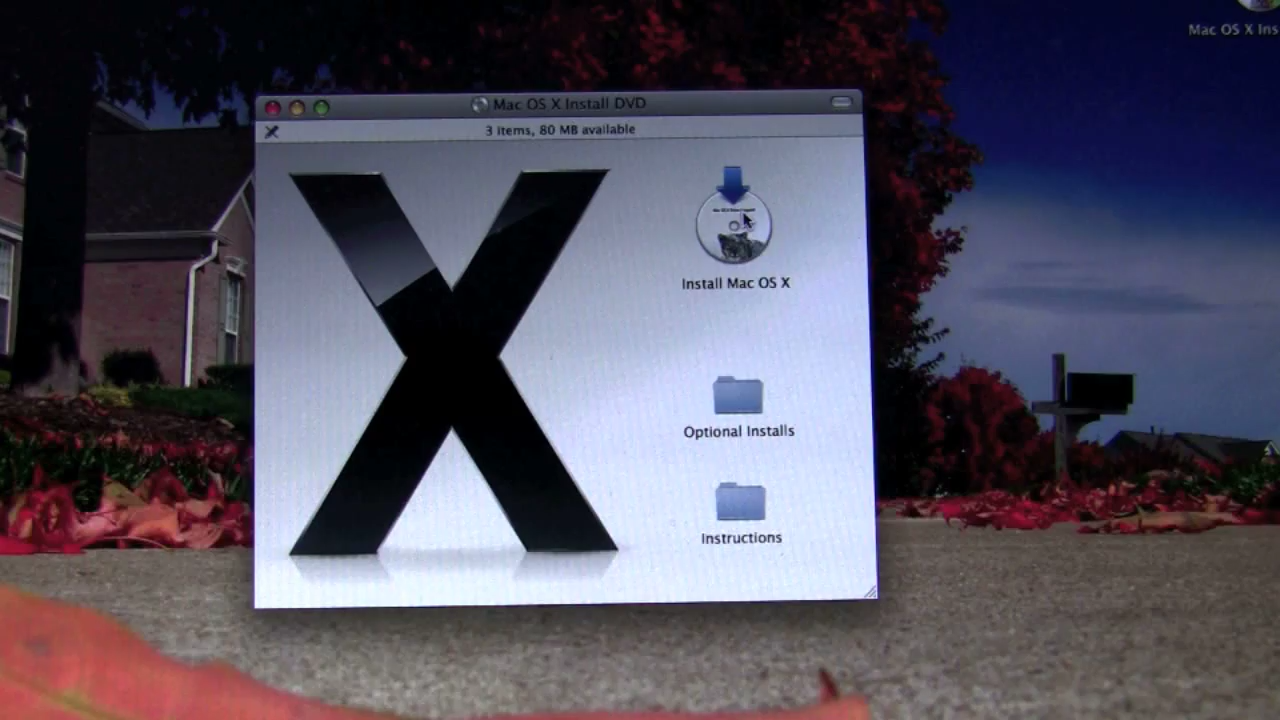 Mac OS X Ins
Mac OS X Install DVD
3 items, 80 MB available
X
Install Mac OS X
Optional Installs
Instructions